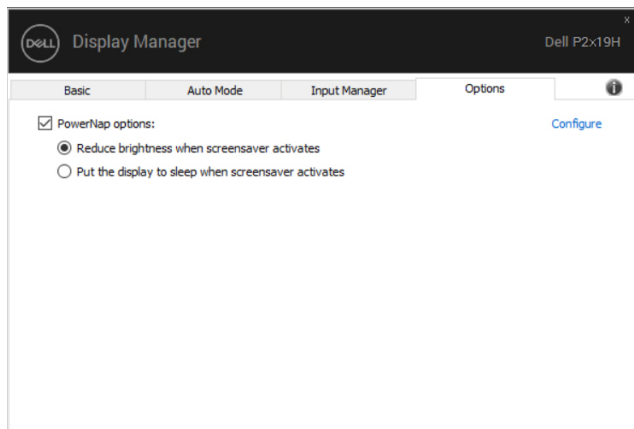 x
DELL Display Manager Dell P2x19H
Basic Auto Mode Input Manager Options i
PowerNap options: Configure
Reduce brightness when screensaver activates
Put the display to sleep when screensaver activates